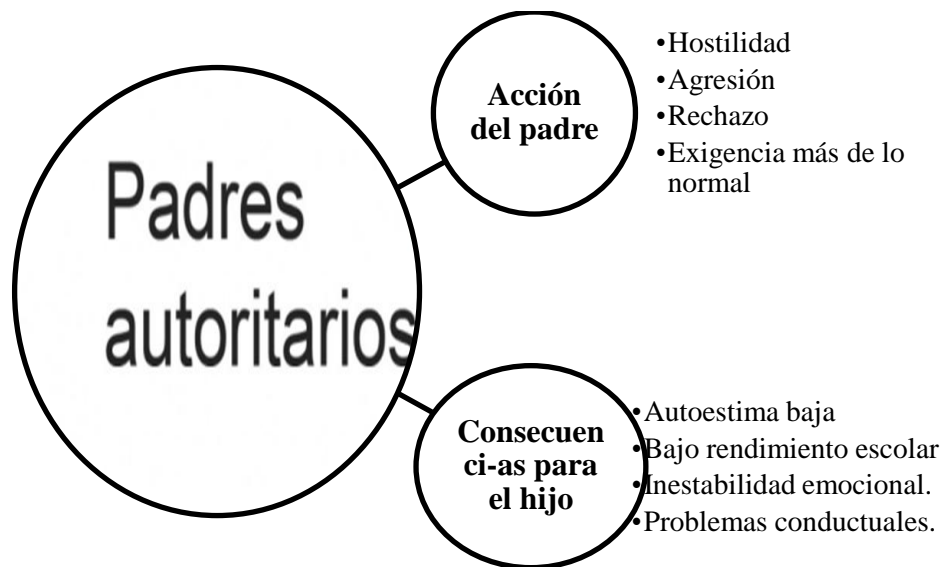 Padres
autoritarios
Acción
del padre
•Hostilidad
•Agresión
•Rechazo
•Exigencia más de lo
normal
Consecuen
ci-as para
el hijo
•Autoestima baja
•Bajo rendimiento escolar
•Inestabilidad emocional.
•Problemas conductuales.